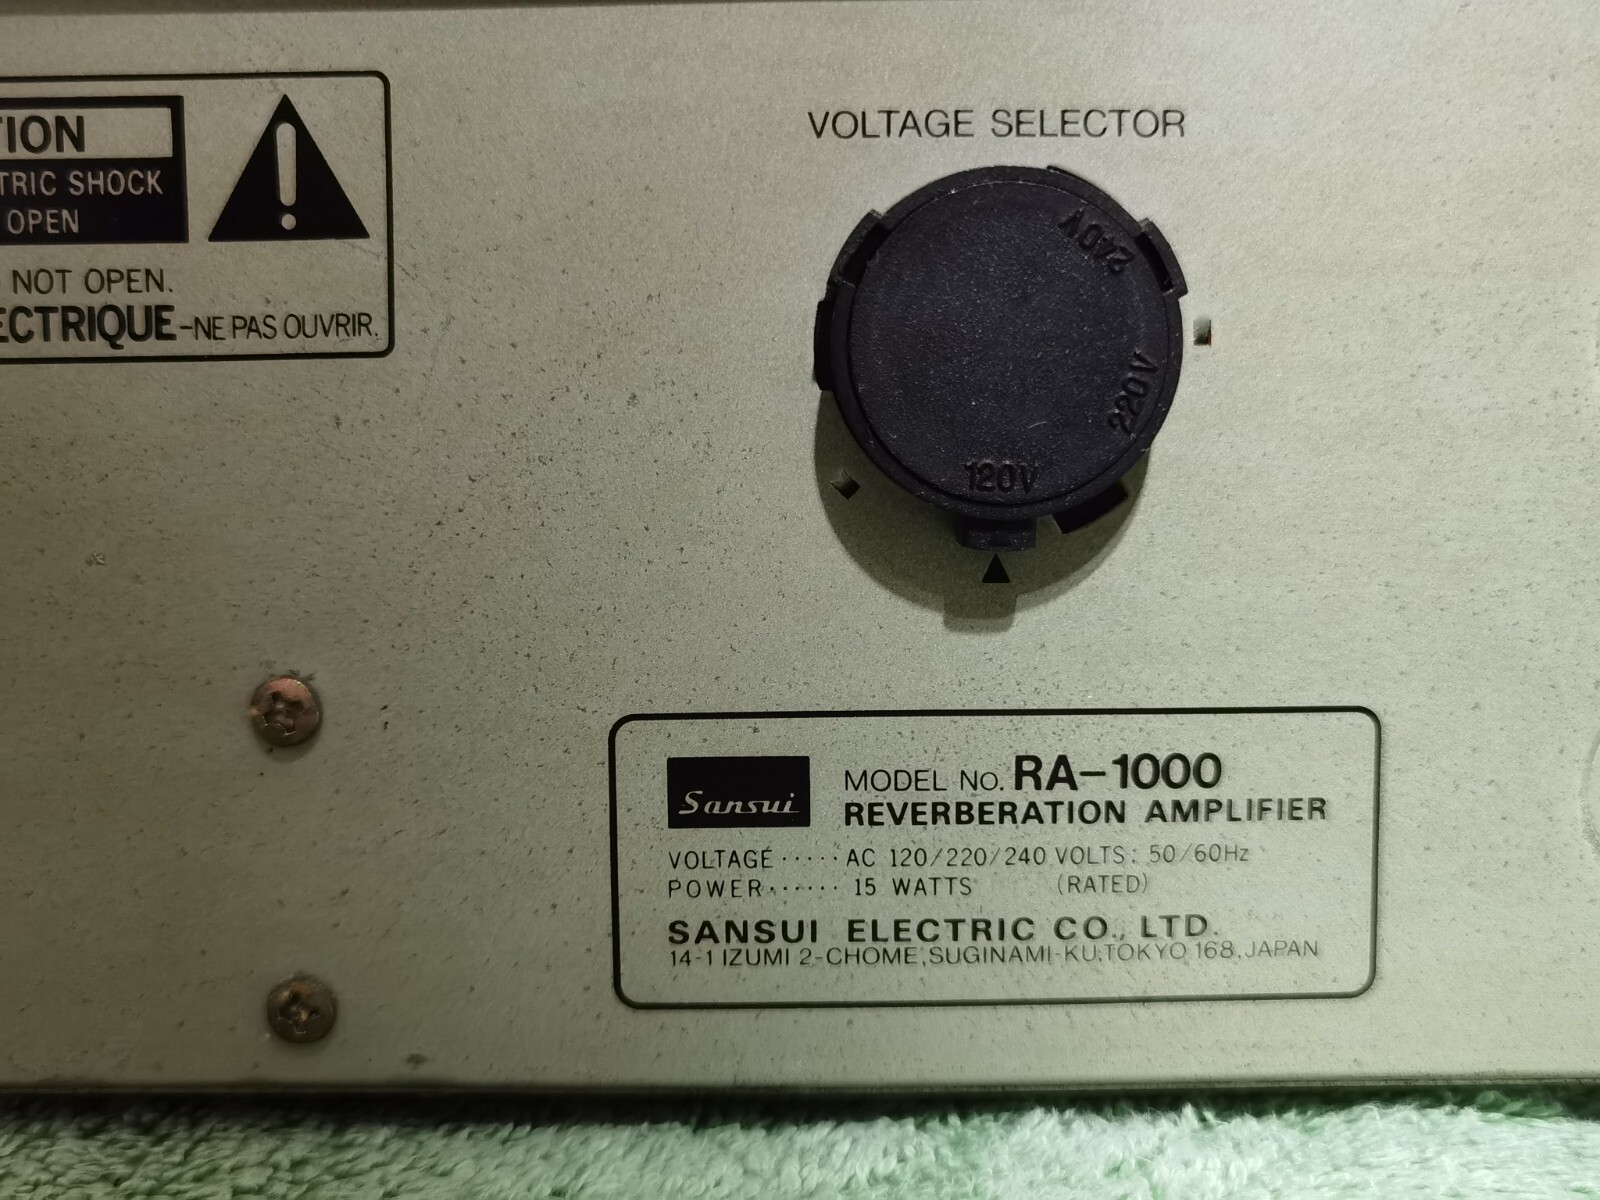 TION
TRIC SHOCK
OPEN
NOT OPEN.
ECTRIQUE-NE PAS OUVRIR.
VOLTAGE SELECTOR
240V
220V
120V
Sansui
MODEL No. RA-1000
REVERBERATION AMPLIFIER
VOLTAGE ····· AC 120/220/240 VOLTS: 50/60Hz
POWER ······ 15 WATTS (RATED)
SANSUI ELECTRIC CO., LTD.
14-1 IZUMI 2-CHOME, SUGINAMI-KU, TOKYO 168, JAPAN